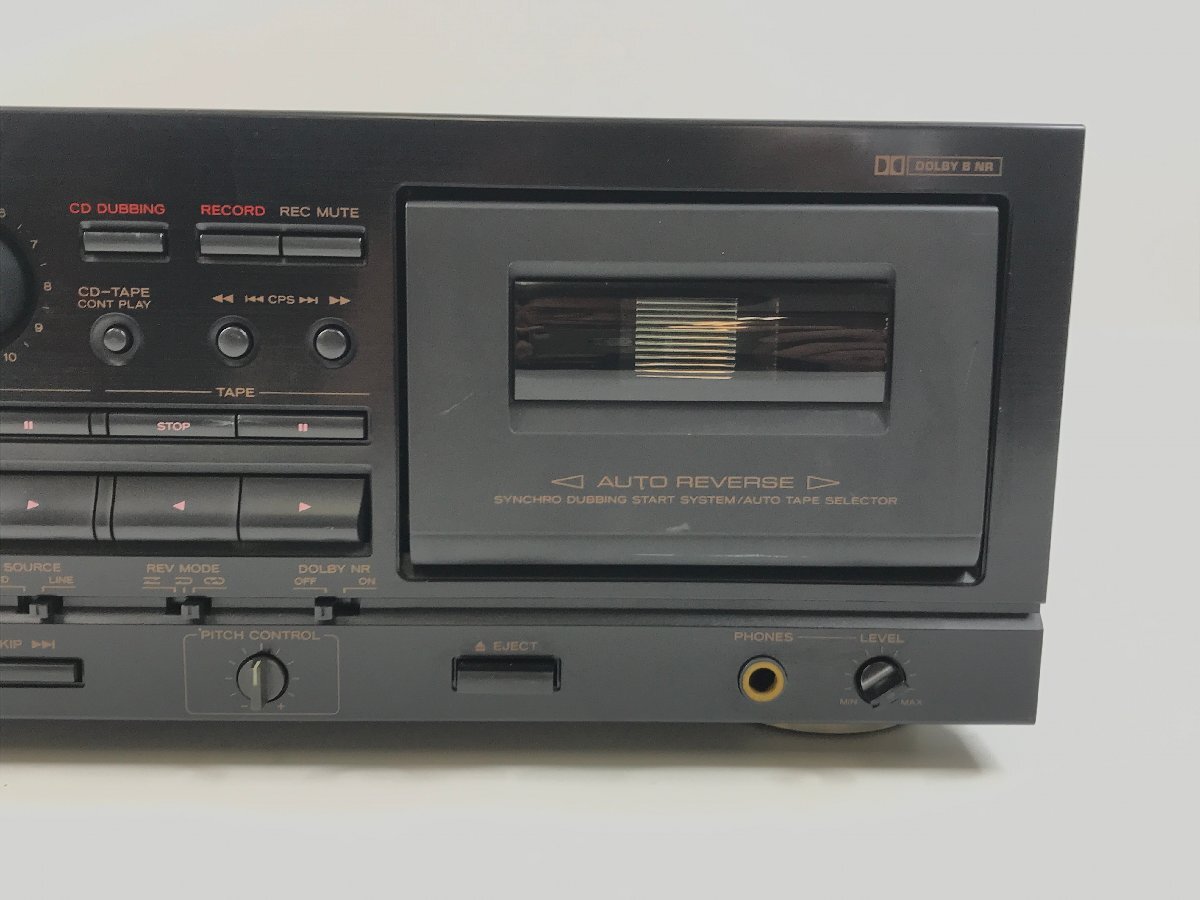 DOLBY B NR
CD DUBBING
RECORD REC MUTE
7
8
9
10
CD-TAPE
CONT PLAY
CPS
TAPE
STOP
AUTO REVERSE
SYNCHRO DUBBING START SYSTEM/AUTO TAPE SELECTOR
SOURCE
LINE
REV MODE
DOLBY NR
OFF ON
PITCH CONTROL
- +
EJECT
PHONES LEVEL
MIN MAX